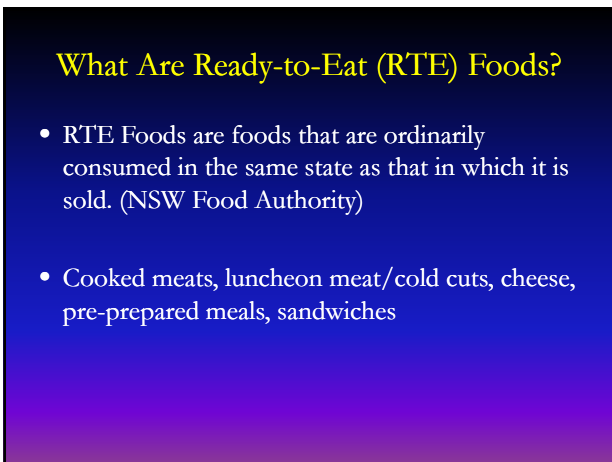 What Are Ready-to-Eat (RTE) Foods?
• RTE Foods are foods that are ordinarily
consumed in the same state as that in which it is
sold. (NSW Food Authority)
• Cooked meats, luncheon meat/cold cuts, cheese,
pre-prepared meals, sandwiches